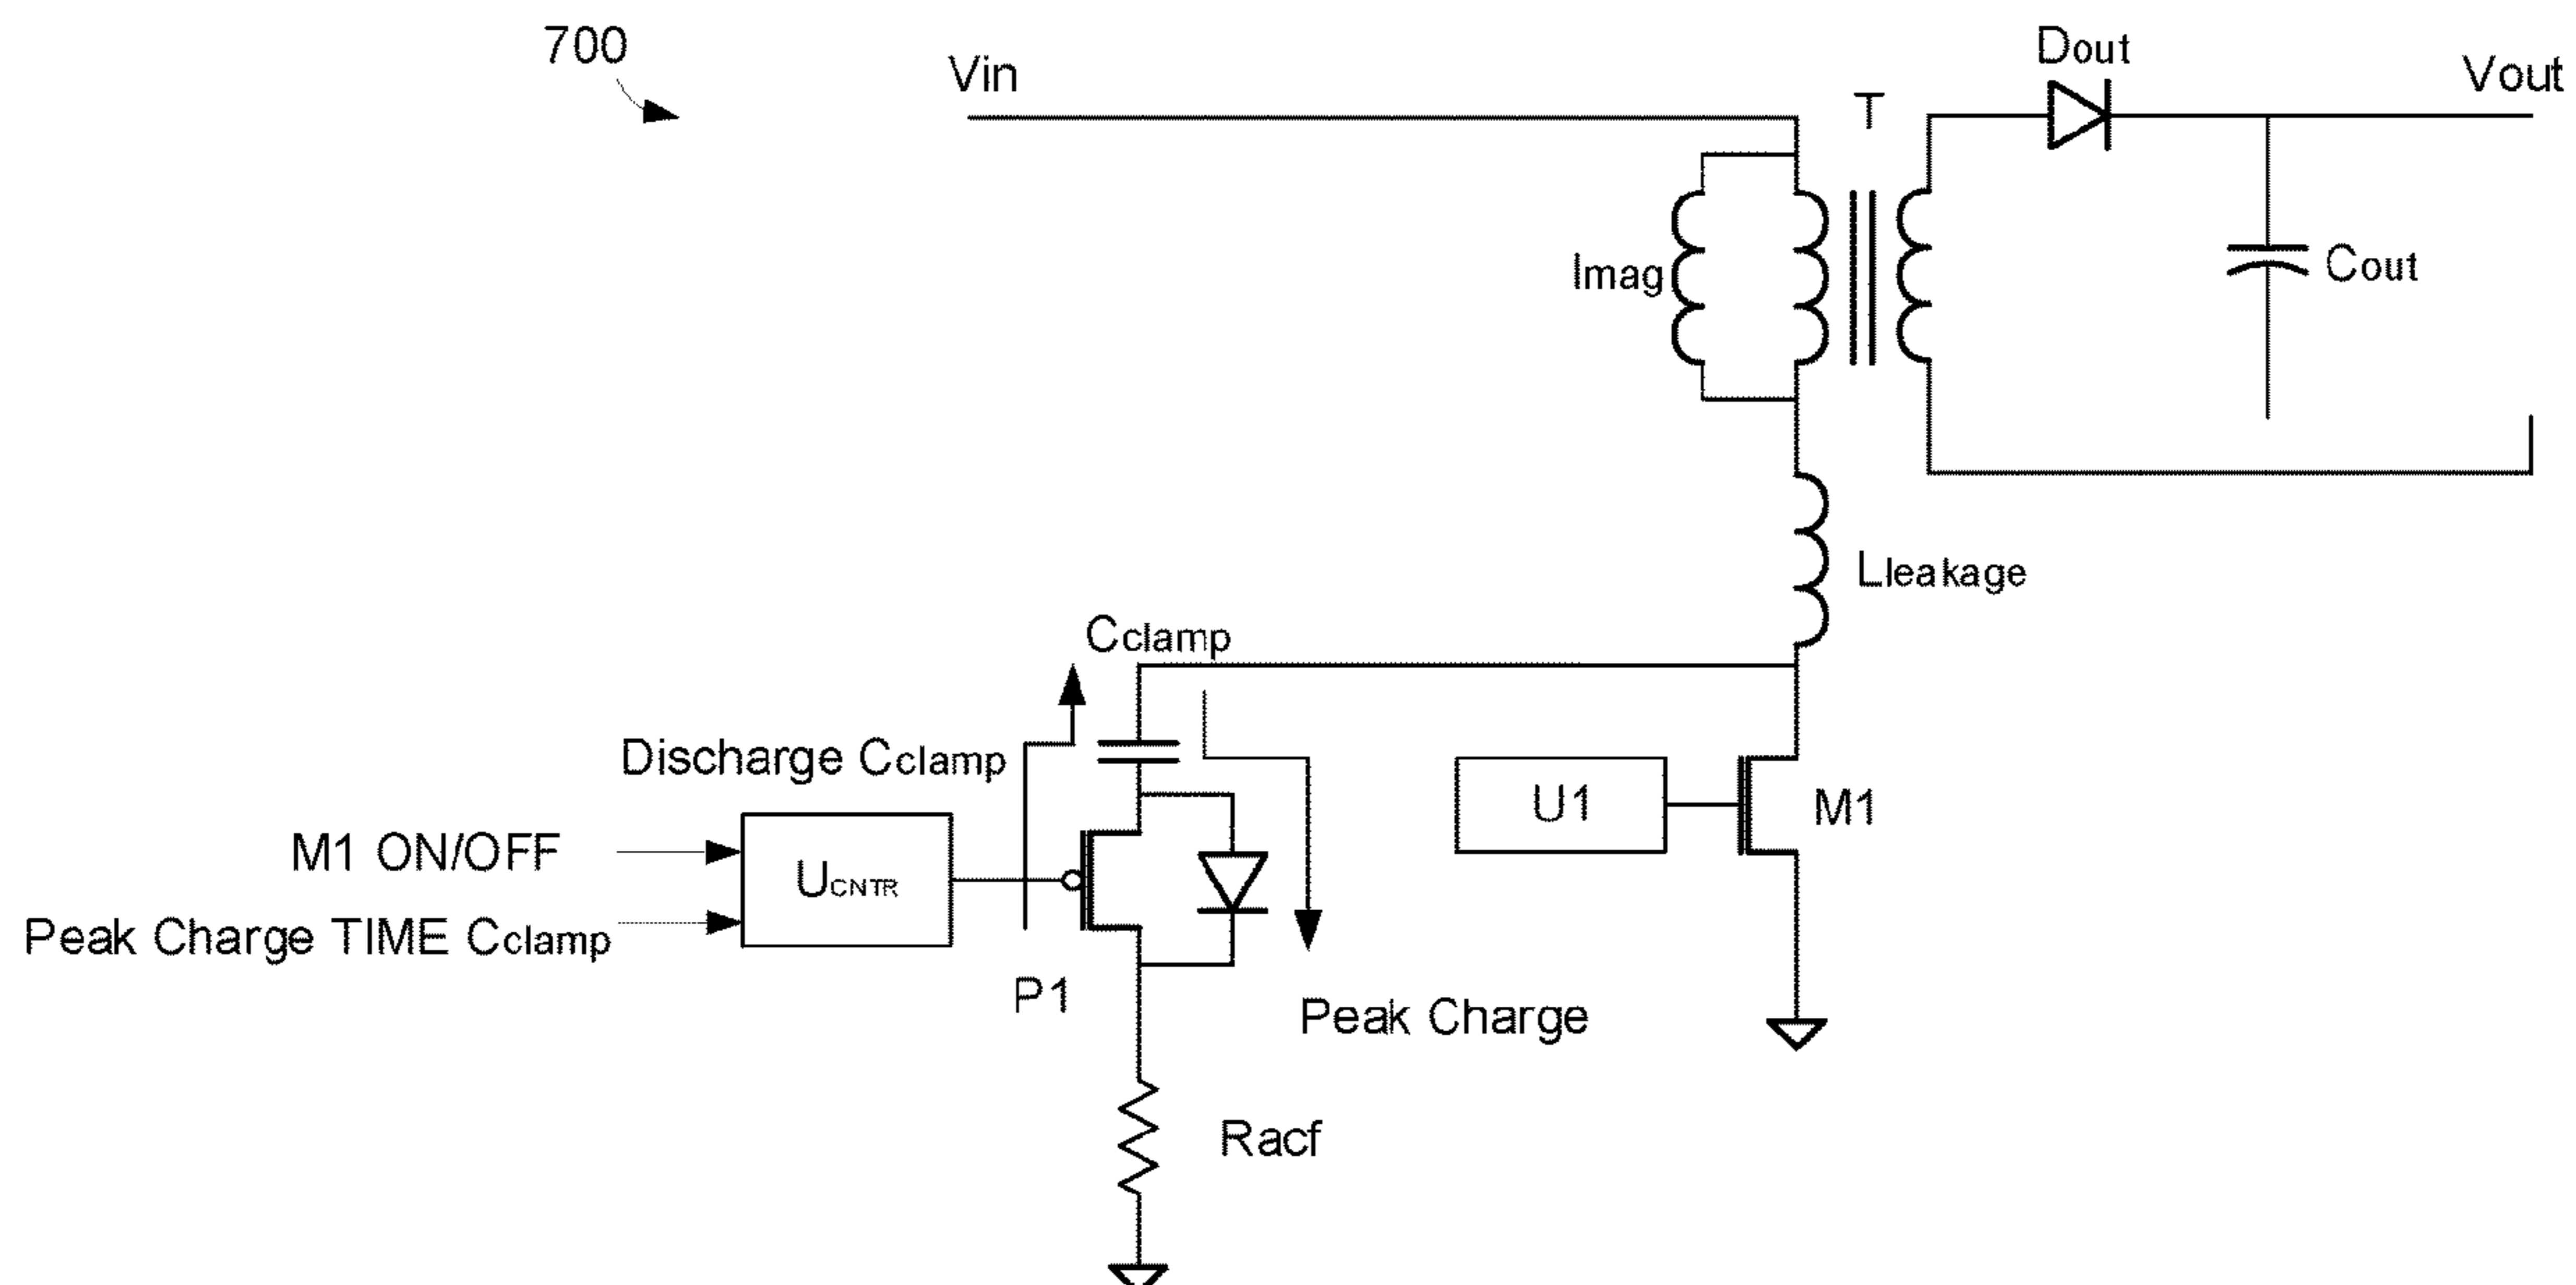 700
Vin
Dout
Vout
T
Imag
Cout
Lleakage
Cclamp
Discharge Cclamp
U1
M1
M1 ON/OFF
UCNTR
Peak Charge TIME Cclamp
P1
Peak Charge
Racf